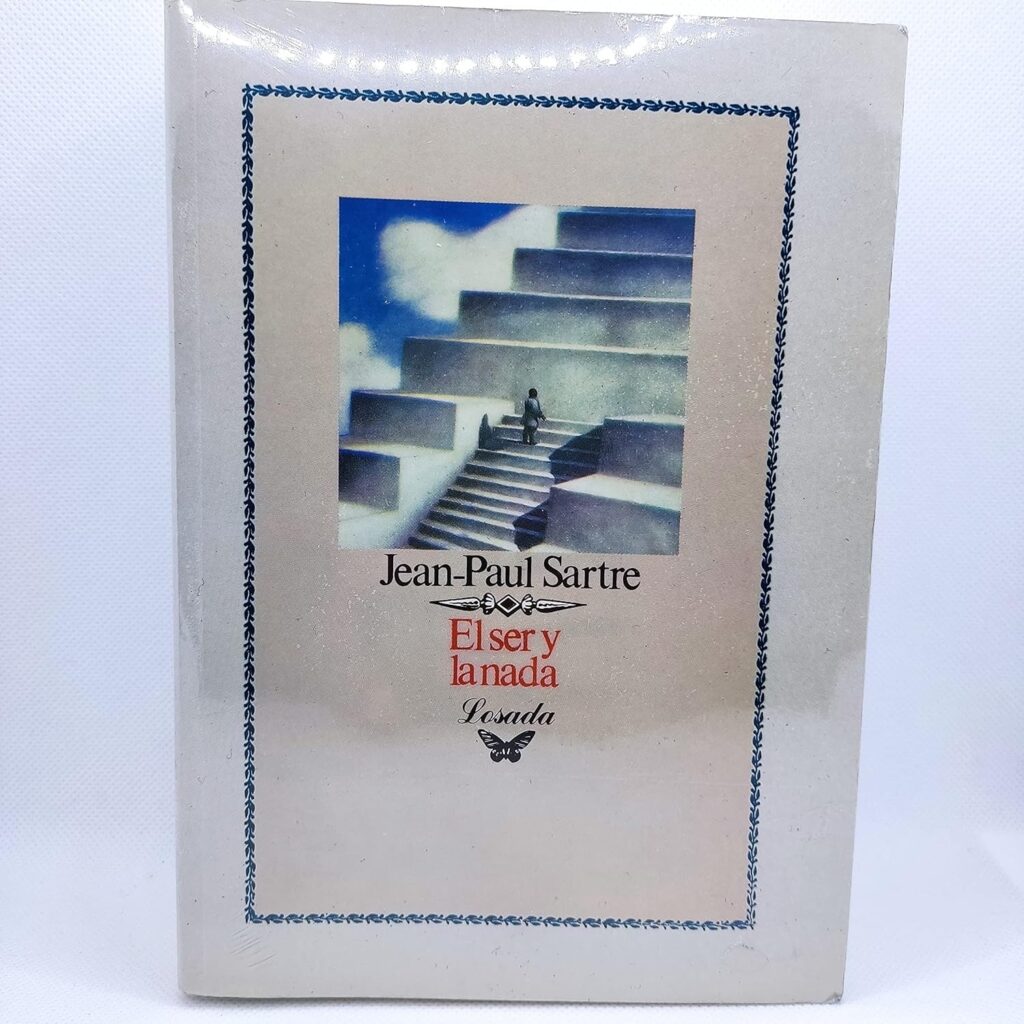 Jean-Paul Sartre
El ser y
la nada
Losada